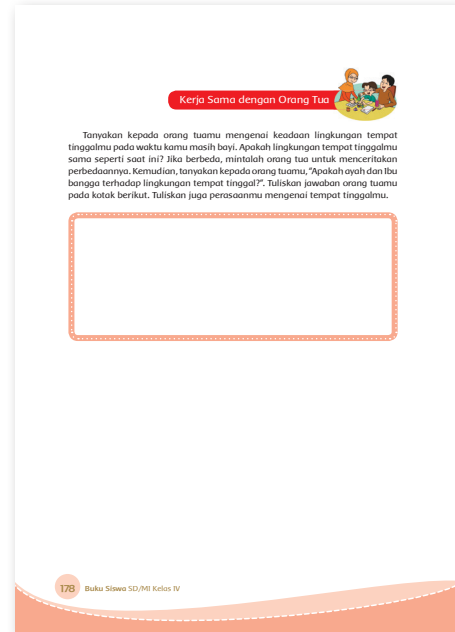 Kerja Sama dengan Orang Tua
Tanyakan kepada orang tuamu mengenai keadaan lingkungan tempat
tinggalmu pada waktu kamu masih bayi. Apakah lingkungan tempat tinggalmu
sama seperti saat ini? Jika berbeda, mintalah orang tua untuk menceritakan
perbedaannya. Kemudian, tanyakan kepada orang tuamu, “Apakah ayah dan Ibu
bangga terhadap lingkungan tempat tinggal?”. Tuliskan jawaban orang tuamu
pada kotak berikut. Tuliskan juga perasaanmu mengenai tempat tinggalmu.
178 Buku Siswa SD/MI Kelas IV